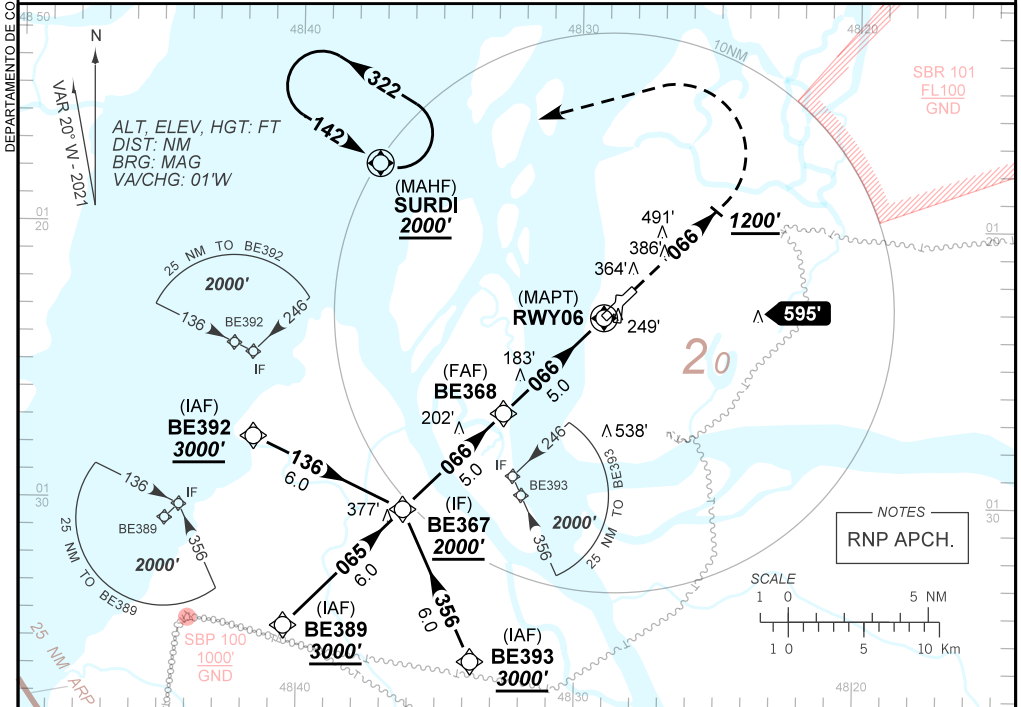 DEPARTAMENTO DE CO
48 50
48 40
48 30
48 20
N
VAR 20° W - 2021
ALT, ELEV, HGT: FT
DIST: NM
BRG: MAG
VA/CHG: 01'W
322
142
(MAHF)
SURDI
2000'
10NM
SBR 101
FL100
GND
01
20
01
20
491'
386'
364'
066
1200'
25 NM TO BE392
2000'
136
BE392
246
IF
(MAPT)
RWY06
249'
595'
20
183'
066
5.0
(FAF)
BE368
(IAF)
BE392
3000'
202'
066
5.0
136
6.0
246
538'
IF
BE393
2000'
356
25 NM TO BE393
136
IF
BE389
2000'
356
25 NM TO BE389
377'
(IF)
BE367
2000'
01
30
01
30
NOTES
RNP APCH.
065
6.0
356
6.0
(IAF)
BE389
3000'
(IAF)
BE393
3000'
SCALE
1 0 5 NM
1 0 5 10 Km
SBP 100
1000'
GND
25 NM ARP
48 40
48 30
48 20